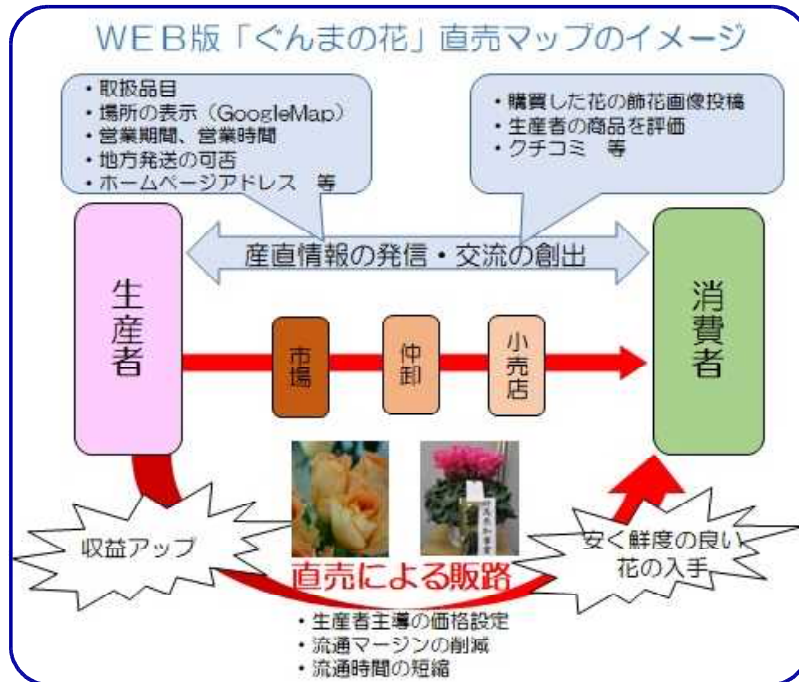 WEB版「ぐんまの花」直売マップのイメージ
・取扱品目
・場所の表示（GoogleMap）
・営業期間、営業時間
・地方発送の可否
・ホームページアドレス　等
・購買した花の飾花画像投稿
・生産者の商品を評価
・クチコミ　等
産直情報の発信・交流の創出
生産者
市場
仲卸
小売店
消費者
収益アップ
直売による販路
安く鮮度の良い
花の入手
・生産者主導の価格設定
・流通マージンの削減
・流通時間の短縮